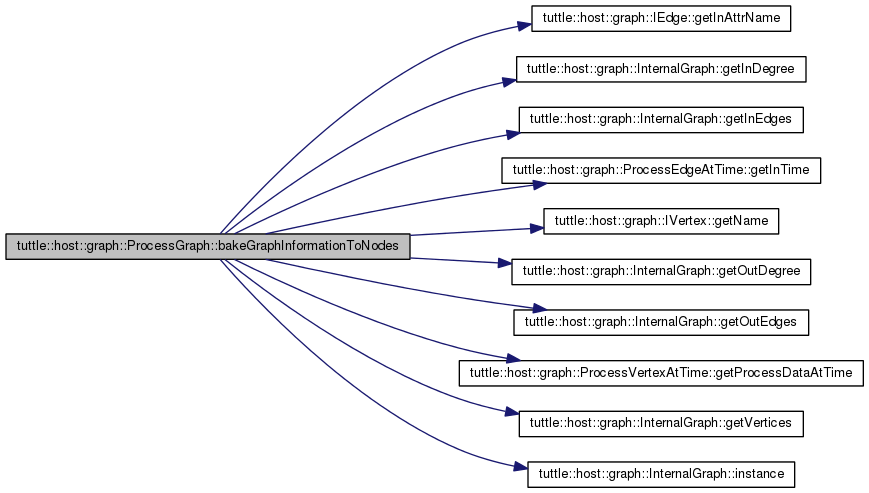 tuttle::host::graph::IEdge::getInAttrName
tuttle::host::graph::InternalGraph::getInDegree
tuttle::host::graph::InternalGraph::getInEdges
tuttle::host::graph::ProcessEdgeAtTime::getInTime
tuttle::host::graph::IVertex::getName
tuttle::host::graph::ProcessGraph::bakeGraphInformationToNodes
tuttle::host::graph::InternalGraph::getOutDegree
tuttle::host::graph::InternalGraph::getOutEdges
tuttle::host::graph::ProcessVertexAtTime::getProcessDataAtTime
tuttle::host::graph::InternalGraph::getVertices
tuttle::host::graph::InternalGraph::instance